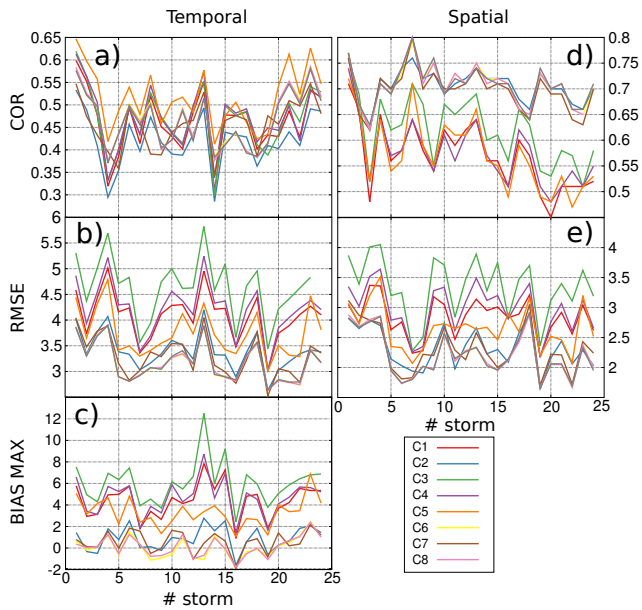 Temporal
Spatial
a)
COR
0.65
0.6
0.55
0.5
0.45
0.4
0.35
0.3
d)
0.8
0.75
0.7
0.65
0.6
0.55
0.5
b)
RMSE
6
5.5
5
4.5
4
3.5
3
e)
4
3.5
3
2.5
2
0 5 10 15 20 25
# storm
c)
BIAS MAX
12
10
8
6
4
2
0
-2
0 5 10 15 20 25
# storm
C1
C2
C3
C4
C5
C6
C7
C8